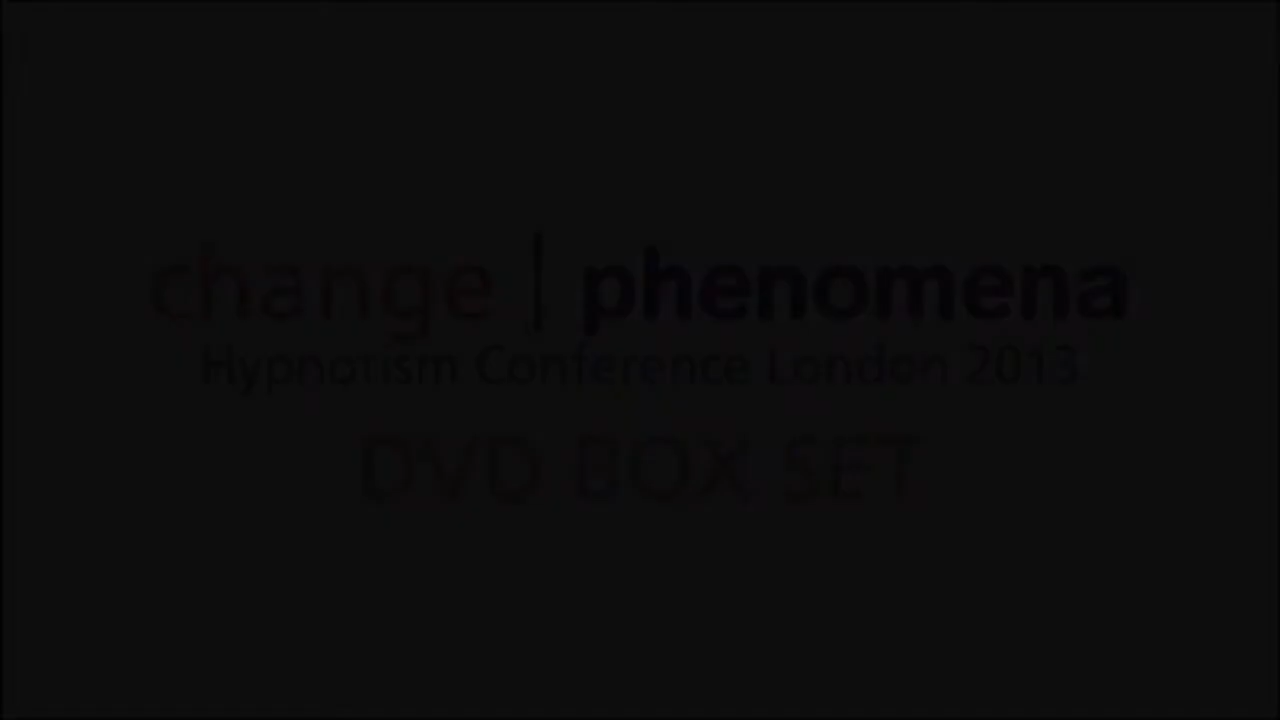 change | phenomena
Hypnotism Conference London 2013
DVD BOX SET